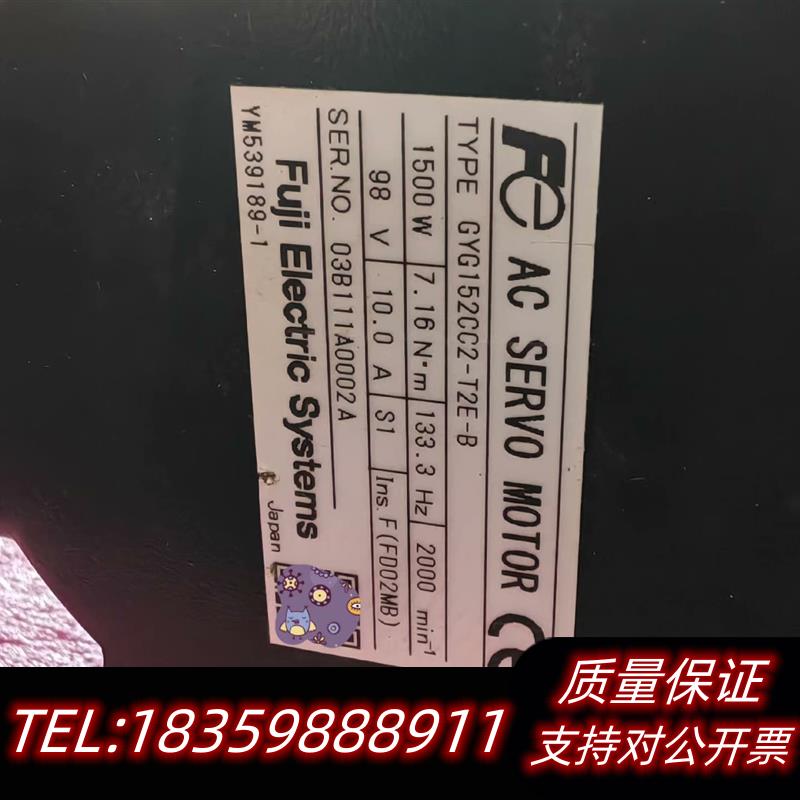 Fe AC SERVO MOTOR CE
TYPE GYG152CC2-T2E-B
1500 W 7.16 N·m 133.3 Hz 2000 min-1
98 V 10.0 A S1 Ins.F(FD02MB)
SER.NO. 03B111A0002A
Fuji Electric Systems
YM539189-1 Japan
TEL:18359888911
质量保证
支持对公开票